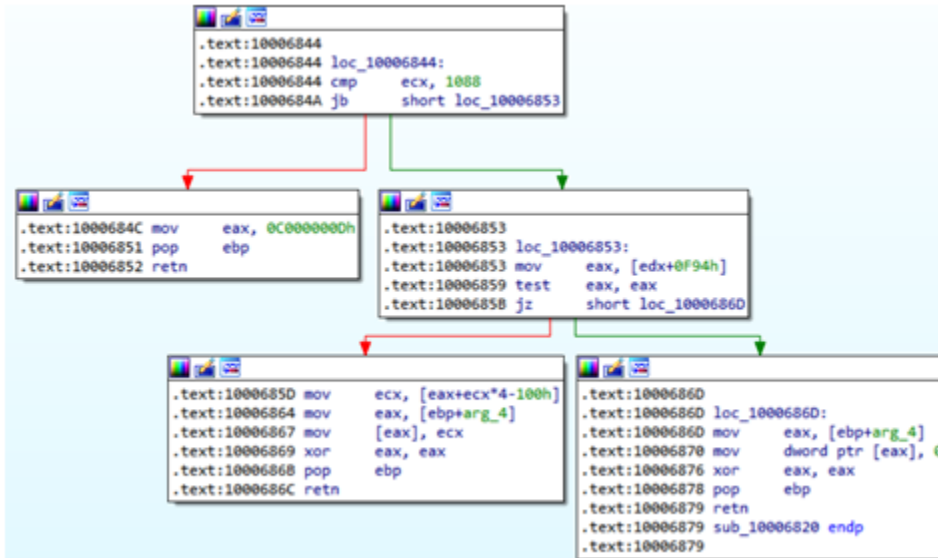 .text:10006844
.text:10006844 loc_10006844:
.text:10006844 cmp ecx, 1088
.text:1000684A jb short loc_10006853
.text:1000684C mov eax, 0C000000Dh
.text:10006851 pop ebp
.text:10006852 retn
.text:10006853
.text:10006853 loc_10006853:
.text:10006853 mov eax, [edx+0F94h]
.text:10006859 test eax, eax
.text:1000685B jz short loc_1000686D
.text:1000685D mov ecx, [eax+ecx*4-100h]
.text:10006864 mov eax, [ebp+arg_4]
.text:10006867 mov [eax], ecx
.text:10006869 xor eax, eax
.text:1000686B pop ebp
.text:1000686C retn
.text:1000686D
.text:1000686D loc_1000686D:
.text:1000686D mov eax, [ebp+arg_4]
.text:10006870 mov dword ptr [eax],
.text:10006876 xor eax, eax
.text:10006878 pop ebp
.text:10006879 retn
.text:10006879 sub_10006820 endp
.text:10006879